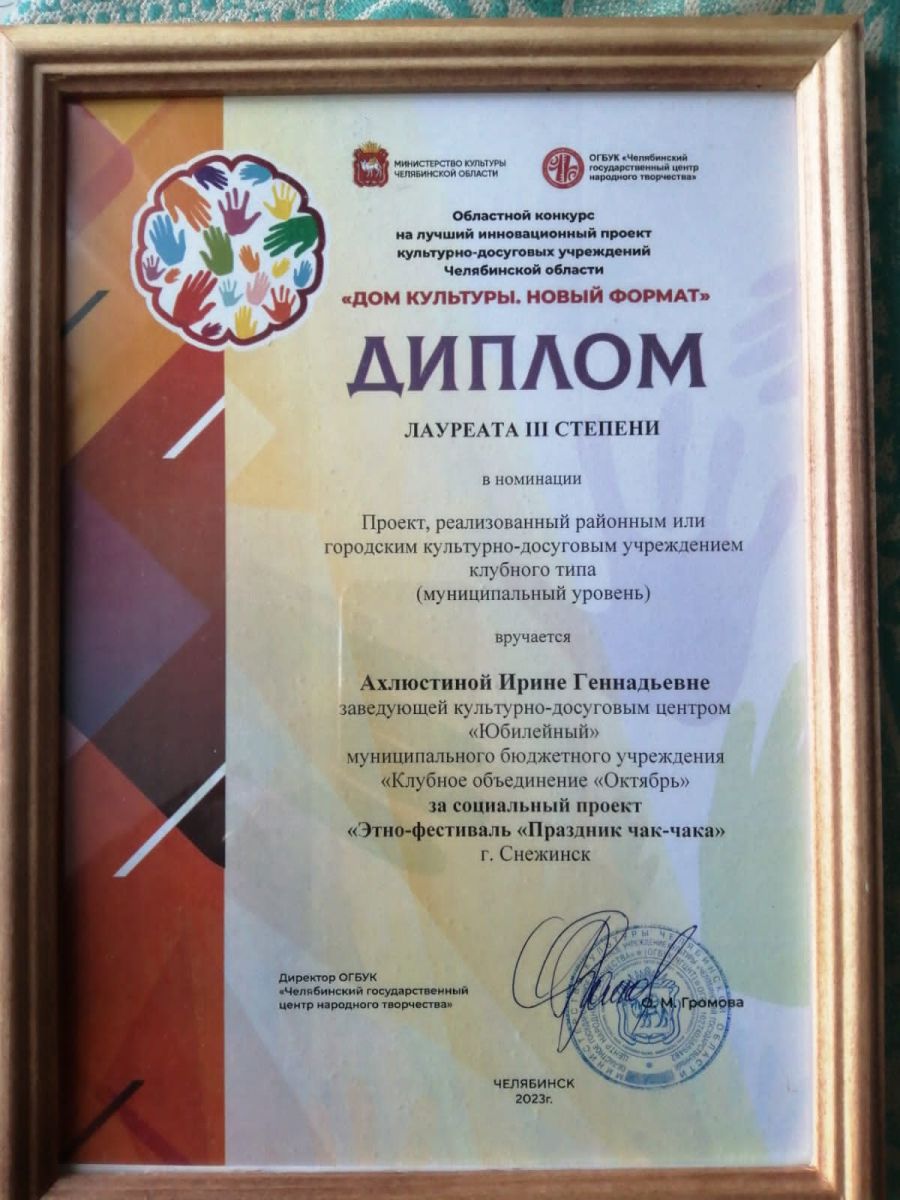 МИНИСТЕРСТВО КУЛЬТУРЫ
ЧЕЛЯБИНСКОЙ ОБЛАСТИ
ОГБУК «Челябинский
государственный центр
народного творчества»
Областной конкурс
на лучший инновационный проект
культурно-досуговых учреждений
Челябинской области
«ДОМ КУЛЬТУРЫ. НОВЫЙ ФОРМАТ»
ДИПЛОМ
ЛАУРЕАТА III СТЕПЕНИ
в номинации
Проект, реализованный районным или
городским культурно-досуговым учреждением
клубного типа
(муниципальный уровень)
вручается
Ахлюстиной Ирине Геннадьевне
заведующей культурно-досуговым центром
«Юбилейный»
муниципального бюджетного учреждения
«Клубное объединение «Октябрь»
за социальный проект
«Этно-фестиваль «Праздник чак-чака»
г. Снежинск
Директор ОГБУК
«Челябинский государственный
центр народного творчества»
О. М. Громова
ЧЕЛЯБИНСК
2023г.